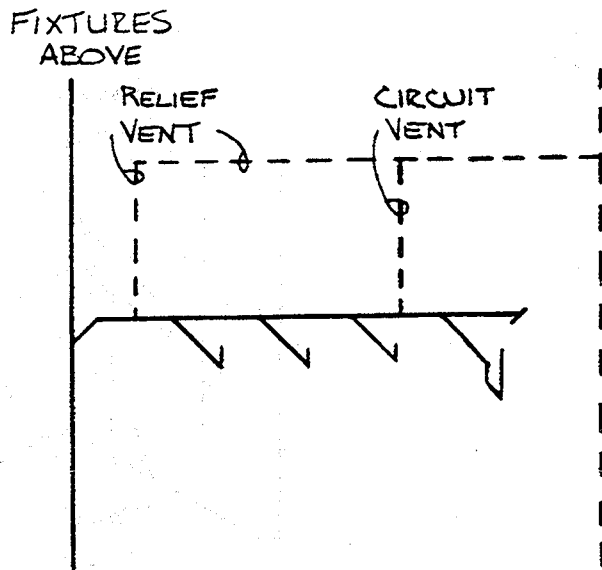 FIXTURES
ABOVE
RELIEF
VENT
CIRCUIT
VENT